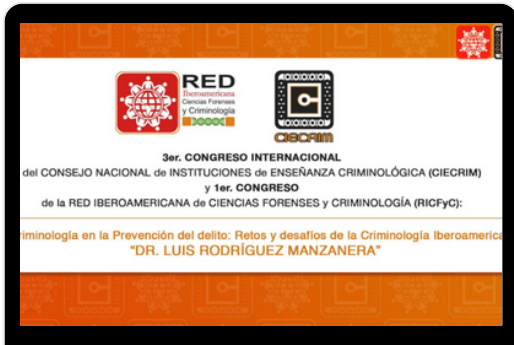 RED
Iberoamericana
Ciencias Forenses
y Criminología
CIECRIM
3er. CONGRESO INTERNACIONAL
del CONSEJO NACIONAL de INSTITUCIONES de ENSEÑANZA CRIMINOLÓGICA (CIECRIM)
y 1er. CONGRESO
de la RED IBEROAMERICANA de CIENCIAS FORENSES y CRIMINOLOGÍA (RICFyC):
riminología en la Prevención del delito: Retos y desafíos de la Criminología Iberoamerica
"DR. LUIS RODRÍGUEZ MANZANERA"